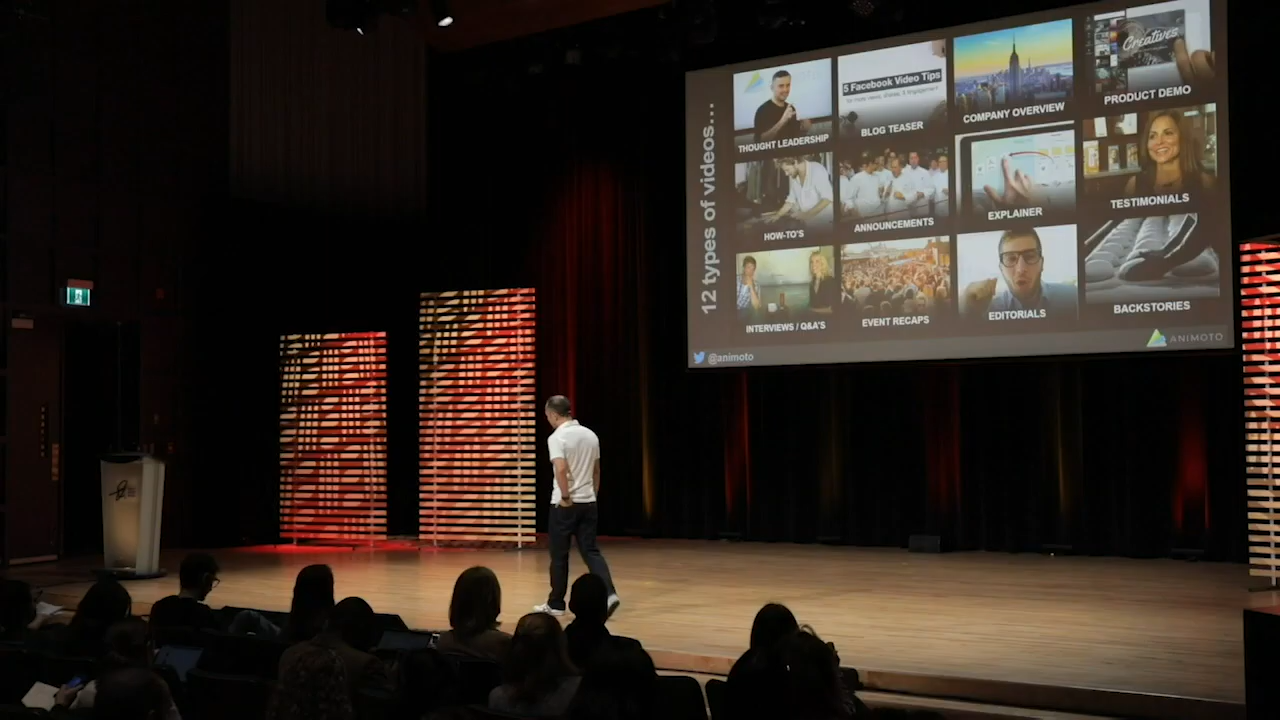 12 types of videos...
THOUGHT LEADERSHIP
5 Facebook Video Tips
BLOG TEASER
COMPANY OVERVIEW
Creatives
PRODUCT DEMO
HOW-TO'S
ANNOUNCEMENTS
EXPLAINER
TESTIMONIALS
INTERVIEWS / Q&A'S
EVENT RECAPS
EDITORIALS
BACKSTORIES
@animoto
ANIMOTO